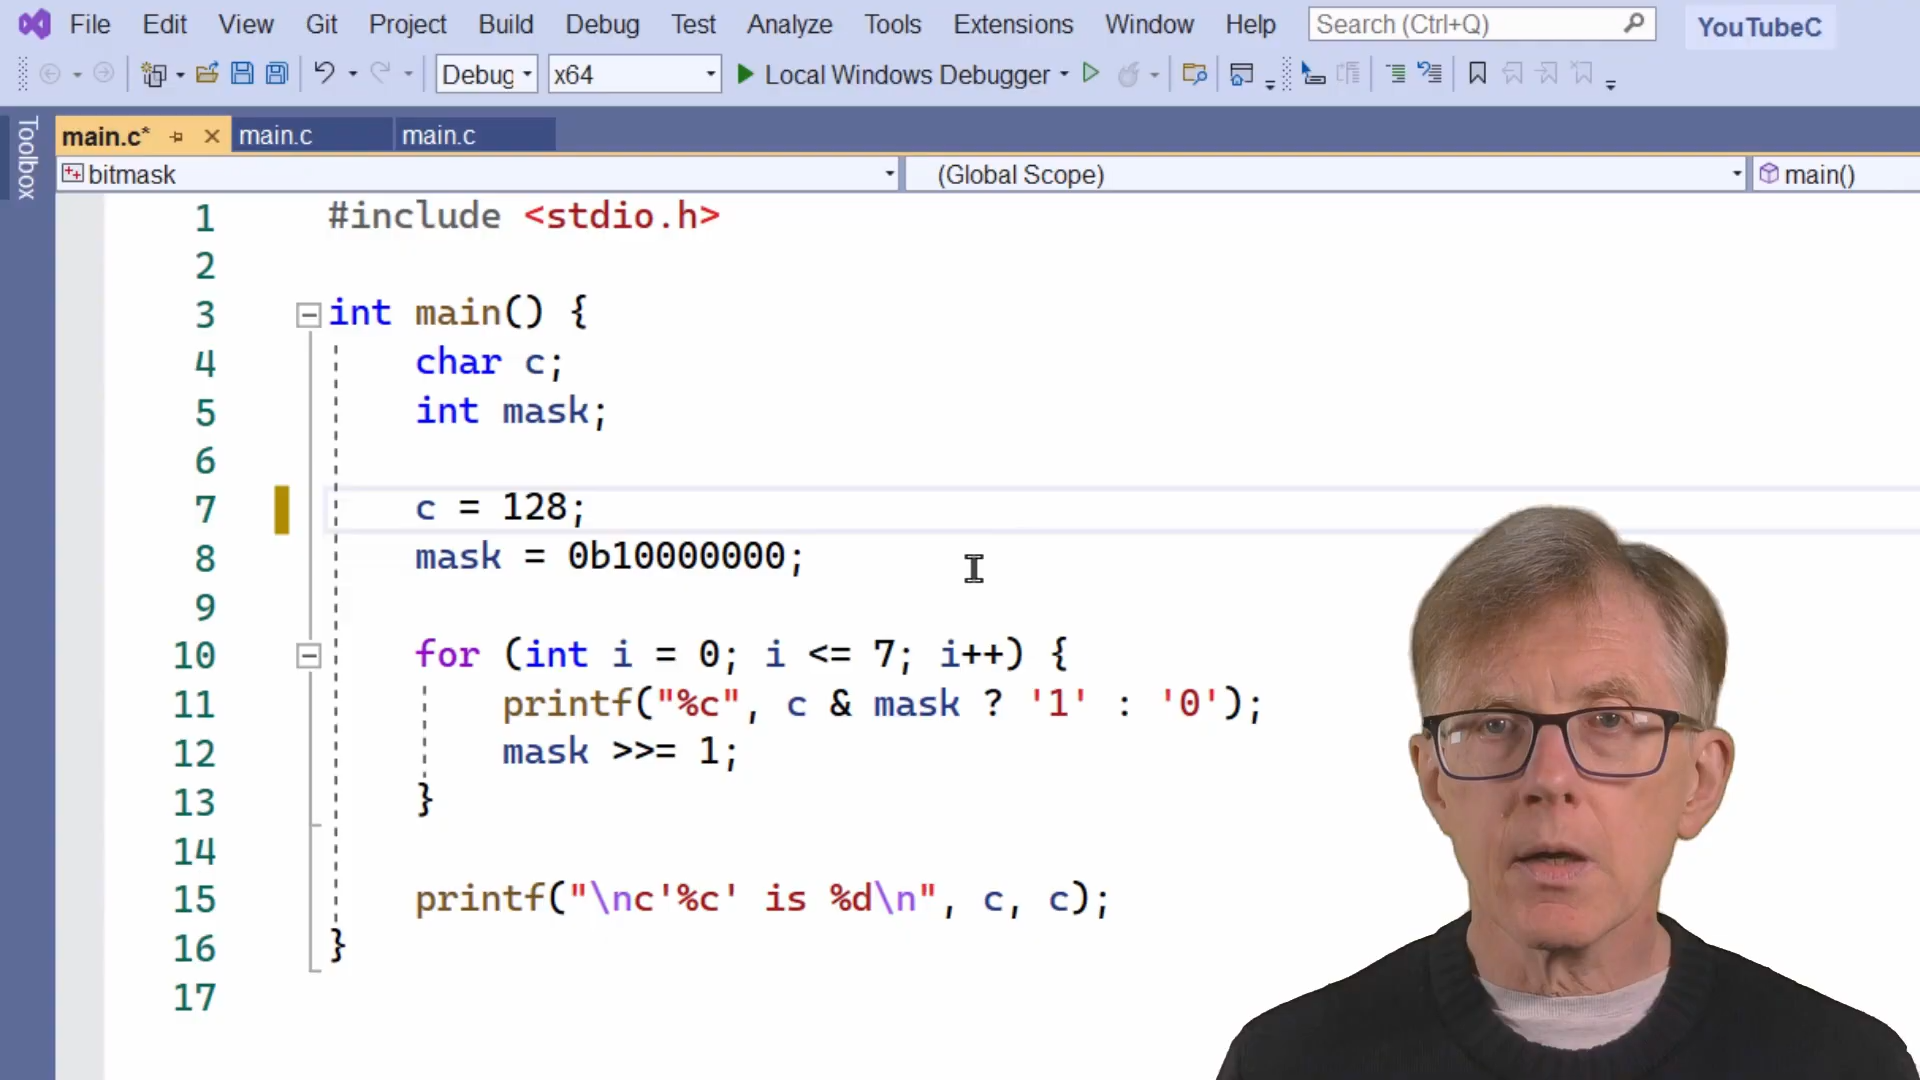 File Edit View Git Project Build Debug Test Analyze Tools Extensions Window Help Search (Ctrl+Q) YouTubeC
Debug x64 Local Windows Debugger
Toolbox
main.c* main.c main.c
bitmask (Global Scope) main()
1 #include <stdio.h>
2
3 int main() {
4 char c;
5 int mask;
6
7 c = 128;
8 mask = 0b10000000;
9
10 for (int i = 0; i <= 7; i++) {
11 printf("%c", c & mask ? '1' : '0');
12 mask >>= 1;
13 }
14
15 printf("\nc'%c' is %d\n", c, c);
16 }
17